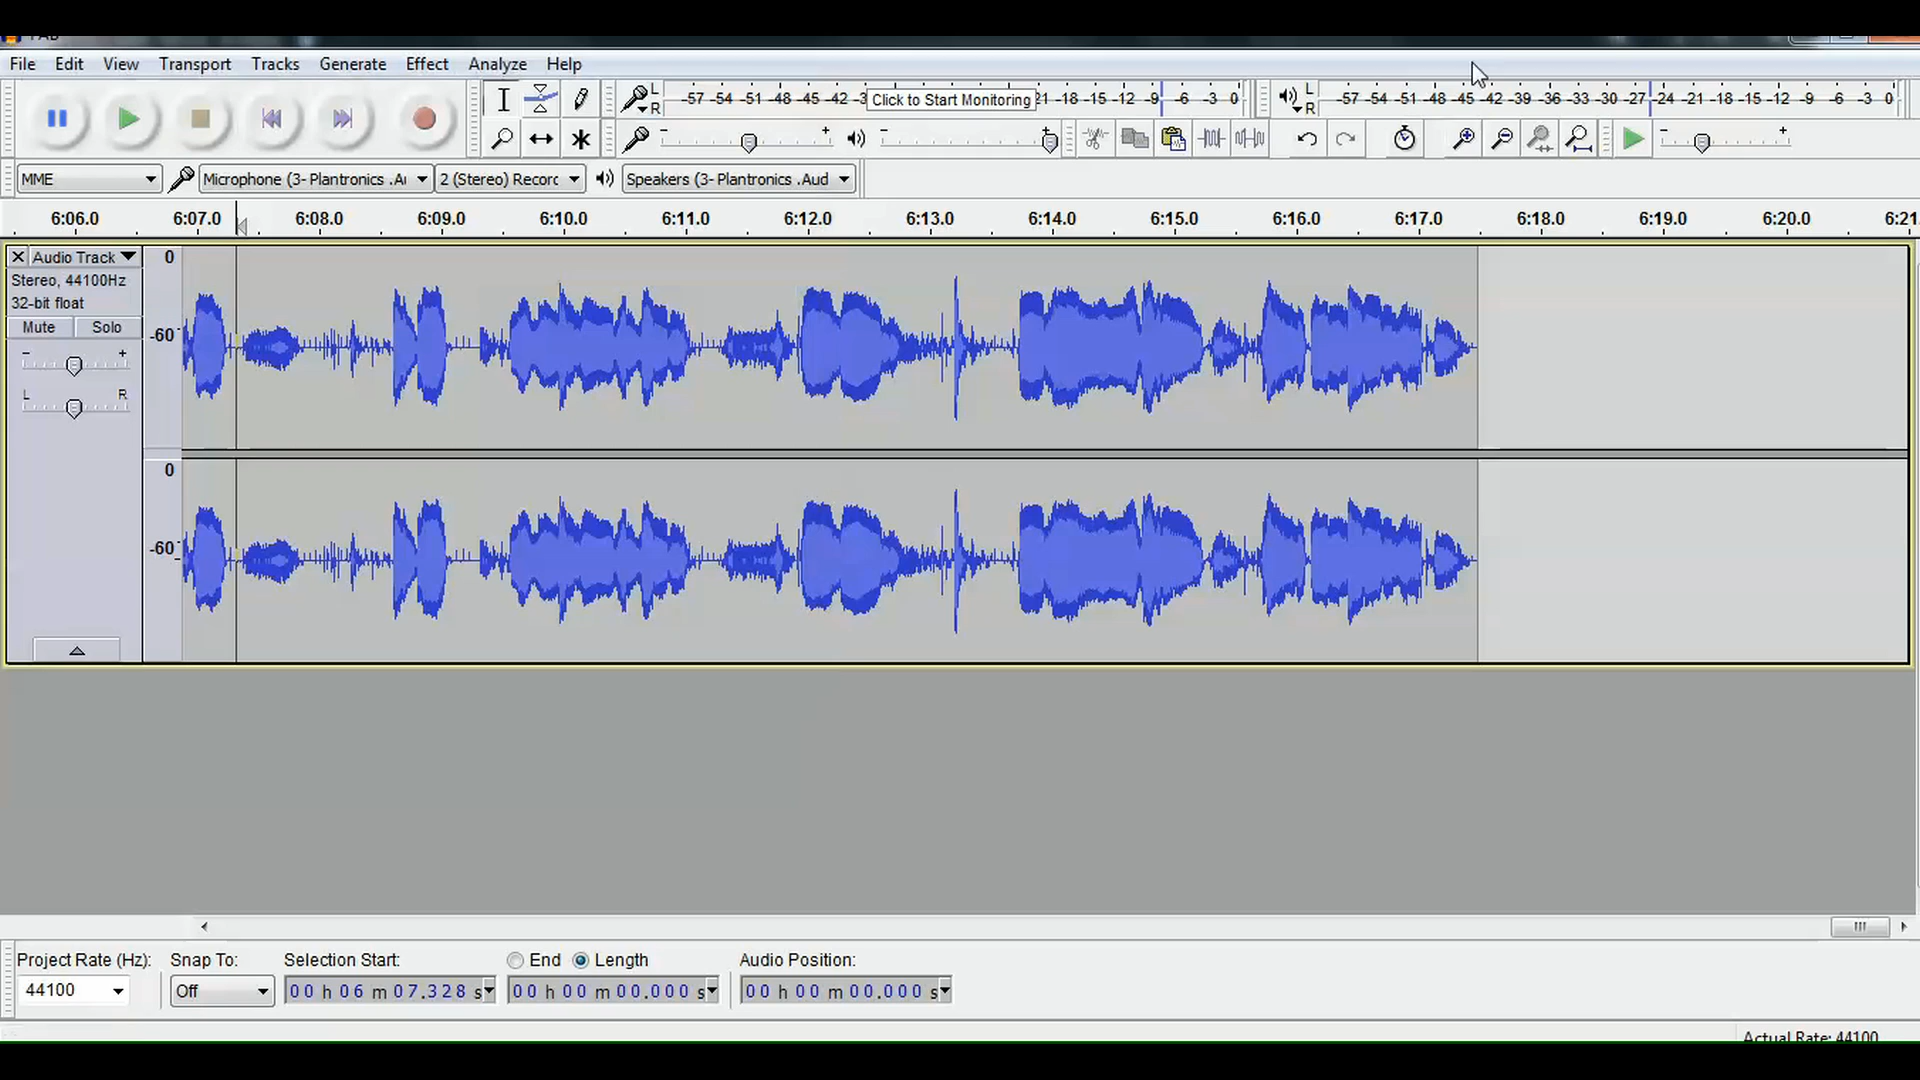 File Edit View Transport Tracks Generate Effect Analyze Help
L R -57 -54 -51 -48 -45 -42 -3 Click to Start Monitoring 21 -18 -15 -12 -9 -6 -3 0 L R -57 -54 -51 -48 -45 -42 -39 -36 -33 -30 -27 -24 -21 -18 -15 -12 -9 -6 -3 0
- + - + - +
MME Microphone (3- Plantronics .Au 2 (Stereo) Recorc Speakers (3- Plantronics .Aud
6:06.0 6:07.0 6:08.0 6:09.0 6:10.0 6:11.0 6:12.0 6:13.0 6:14.0 6:15.0 6:16.0 6:17.0 6:18.0 6:19.0 6:20.0 6:21.
Audio Track 0
Stereo, 44100Hz
32-bit float
Mute Solo -60
- +
L R
0
-60
Project Rate (Hz): Snap To: Selection Start: End Length Audio Position:
44100 Off 00 h 06 m 07.328 s 00 h 00 m 00.000 s 00 h 00 m 00.000 s
Actual Rate: 44100